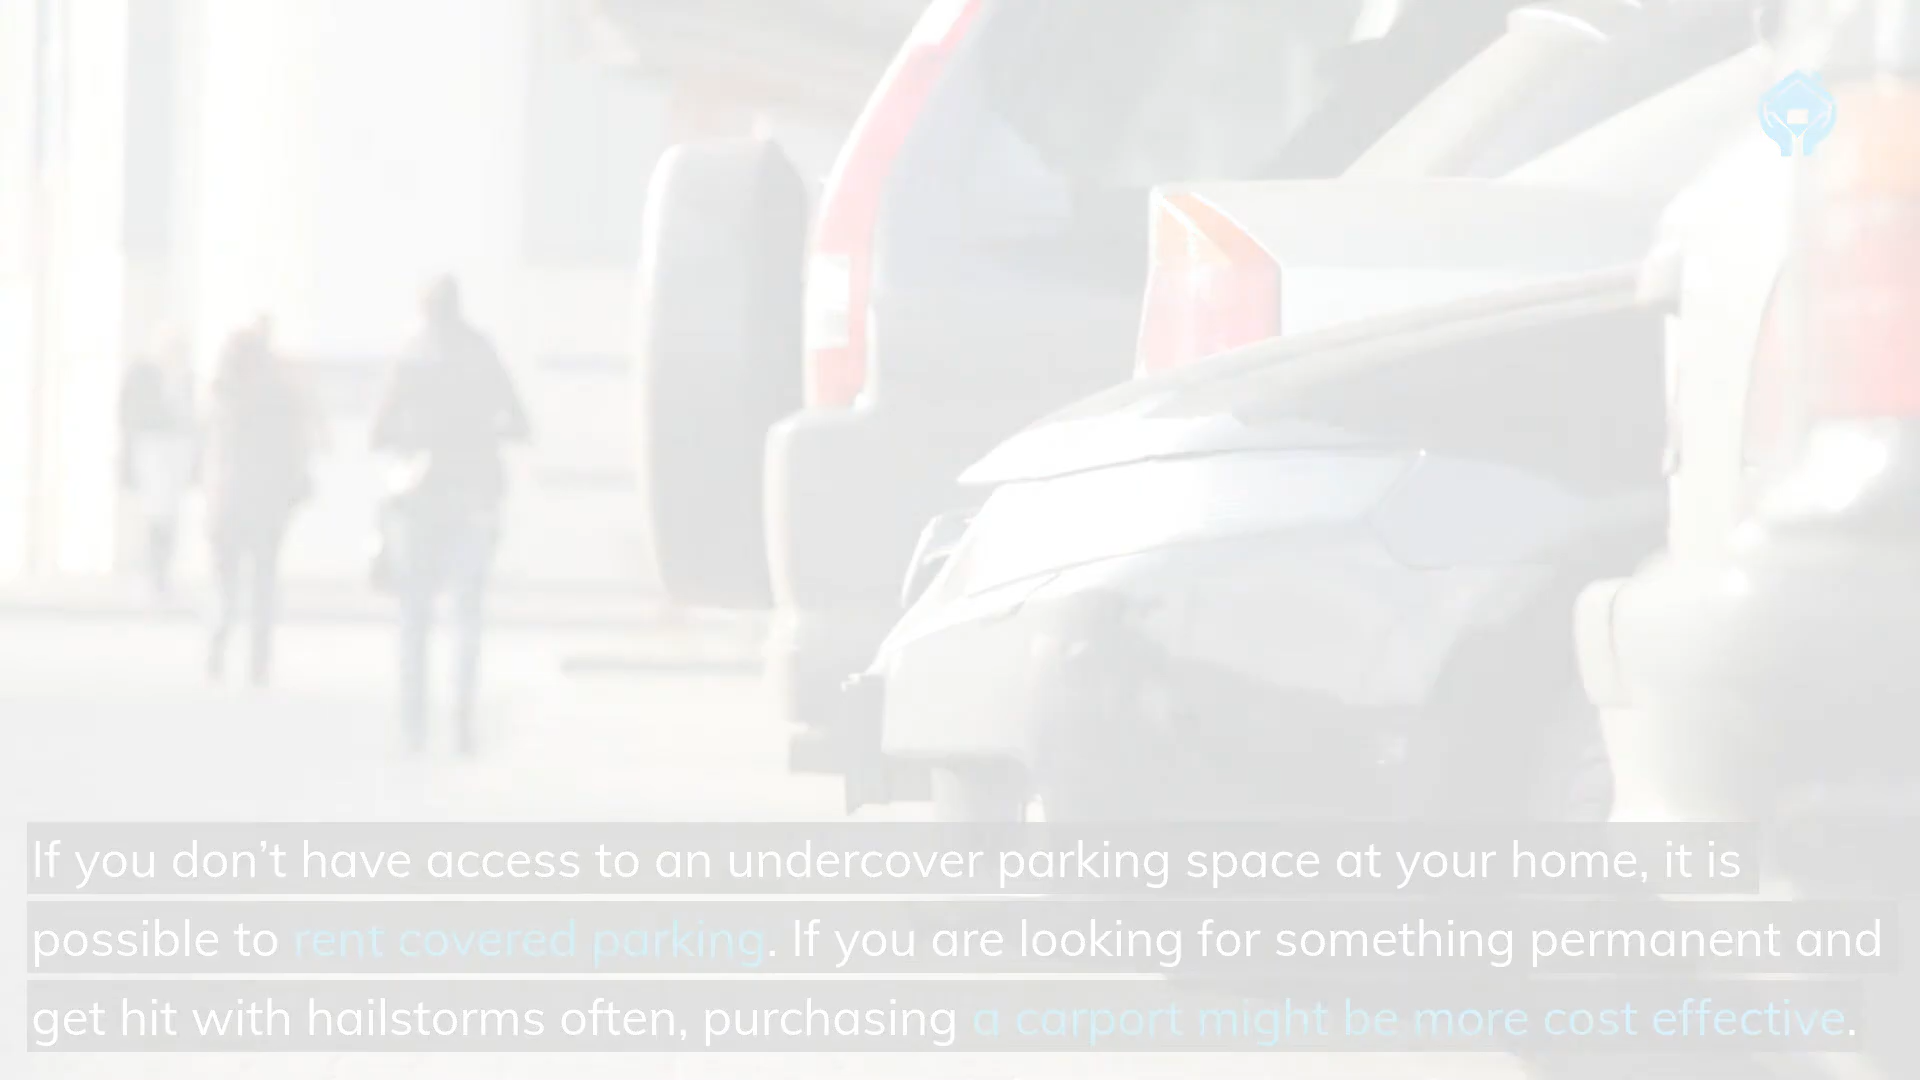 If you don’t have access to an undercover parking space at your home, it is
possible to rent covered parking. If you are looking for something permanent and
get hit with hailstorms often, purchasing a carport might be more cost effective.